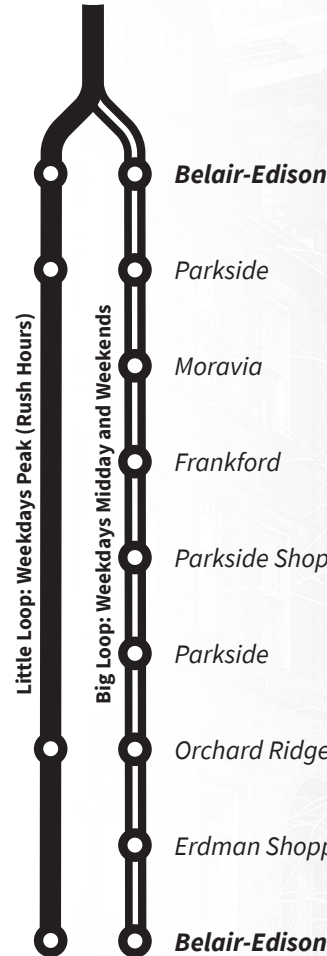 Belair-Edison
Parkside
Moravia
Frankford
Parkside Shop
Parkside
Orchard Ridge
Erdman Shopp
Belair-Edison
Little Loop: Weekdays Peak (Rush Hours)
Big Loop: Weekdays Midday and Weekends